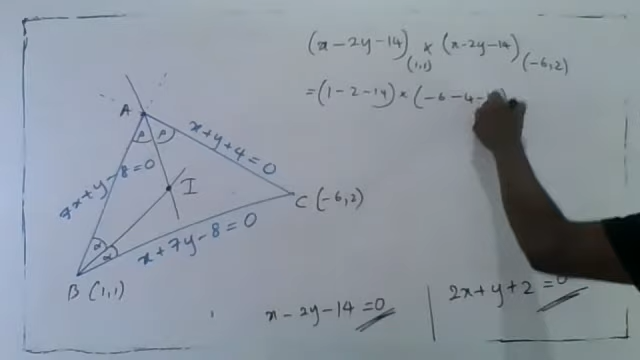 (x-2y-14)(1,1) × (x-2y-14)(-6,2)
=(1-2-14) × (-6-4-
A
β β
x+y+4=0
7x+y-8=0
I
C (-6,2)
α
α
x+7y-8=0
B (1,1)
x-2y-14=0 | 2x+y+2=0